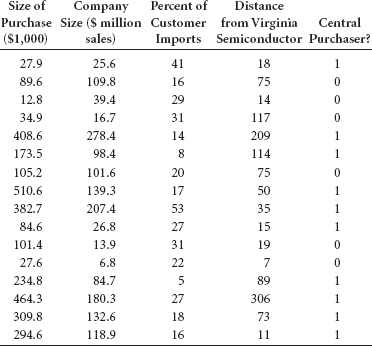 Size of Company Percent of Distance
Purchase Size ($ million Customer from Virginia Central
($1,000) sales) Imports Semiconductor Purchaser?
27.9 25.6 41 18 1
89.6 109.8 16 75 0
12.8 39.4 29 14 0
34.9 16.7 31 117 0
408.6 278.4 14 209 1
173.5 98.4 8 114 1
105.2 101.6 20 75 0
510.6 139.3 17 50 1
382.7 207.4 53 35 1
84.6 26.8 27 15 1
101.4 13.9 31 19 0
27.6 6.8 22 7 0
234.8 84.7 5 89 1
464.3 180.3 27 306 1
309.8 132.6 18 73 1
294.6 118.9 16 11 1